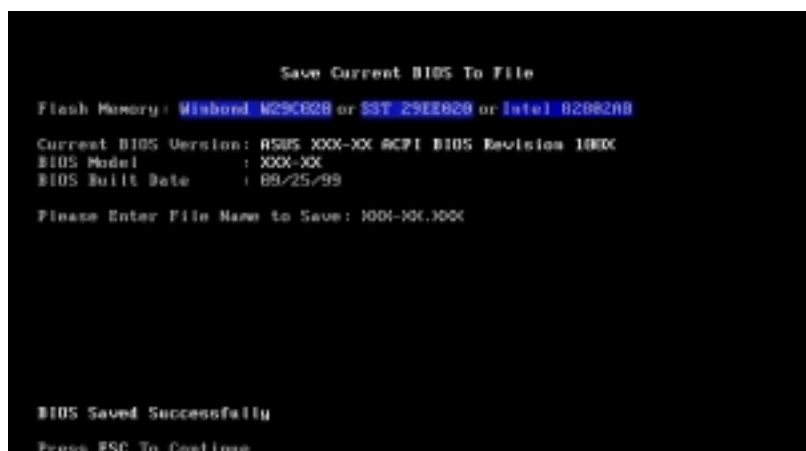 Save Current BIOS To File
Flash Memory: Winbond W29C020 or SST 29EE020 or Intel 82802AB
Current BIOS Version: ASUS XXX-XX ACPI BIOS Revision 100X
BIOS Model : XXX-XX
BIOS Built Date : 09/25/99
Please Enter File Name to Save: XXX-XX.XXX
BIOS Saved Successfully
Press ESC To Continue